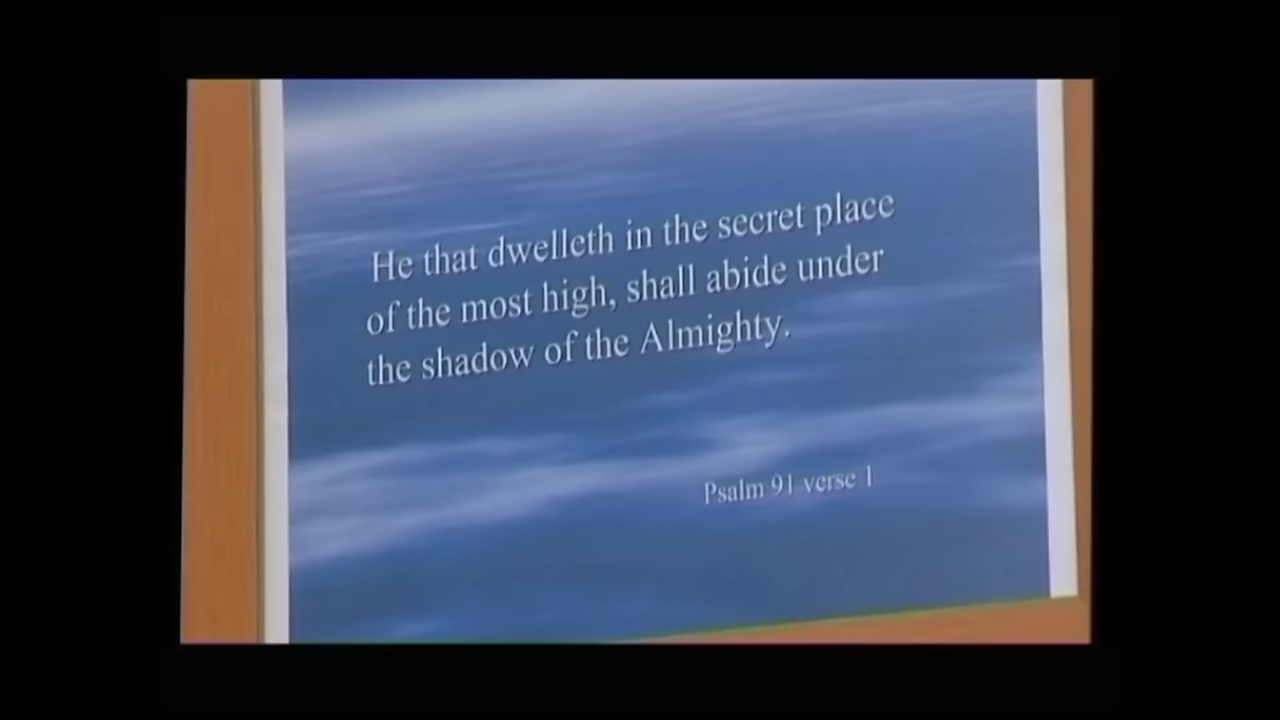 He that dwelleth in the secret place
of the most high, shall abide under
the shadow of the Almighty.
Psalm 91 verse 1